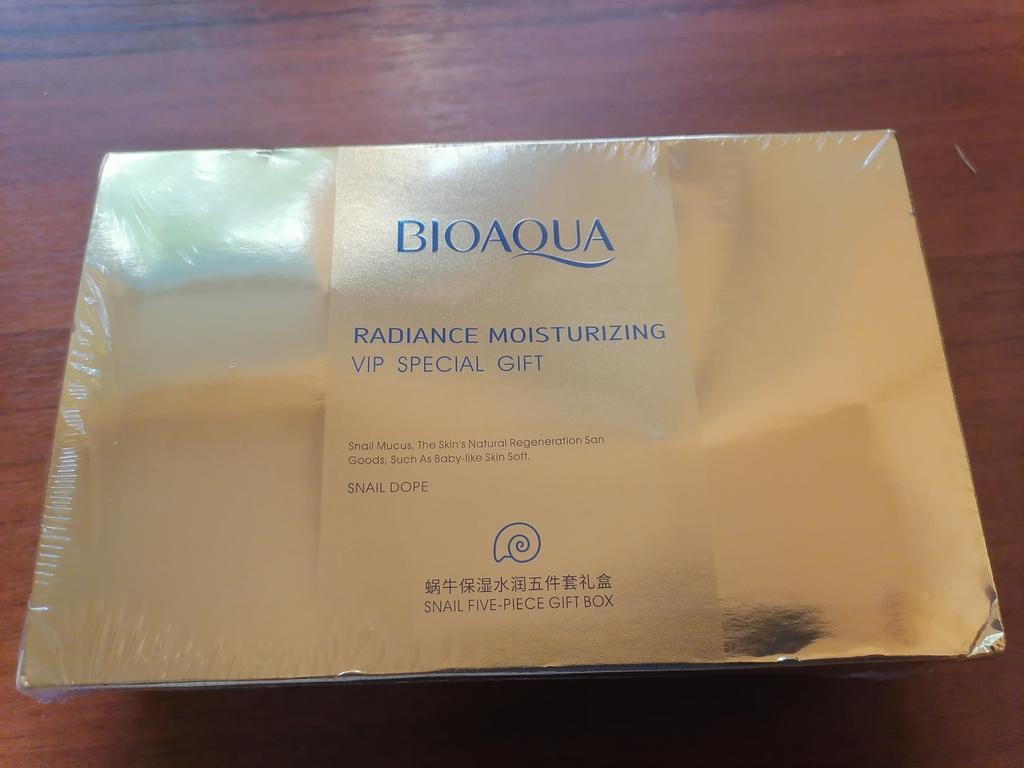 BIOAQUA
RADIANCE MOISTURIZING
VIP SPECIAL GIFT
Snail Mucus, The Skin's Natural Regeneration San
Goods, Such As Baby-like Skin Soft.
SNAIL DOPE
蜗牛保湿水润五件套礼盒
SNAIL FIVE-PIECE GIFT BOX